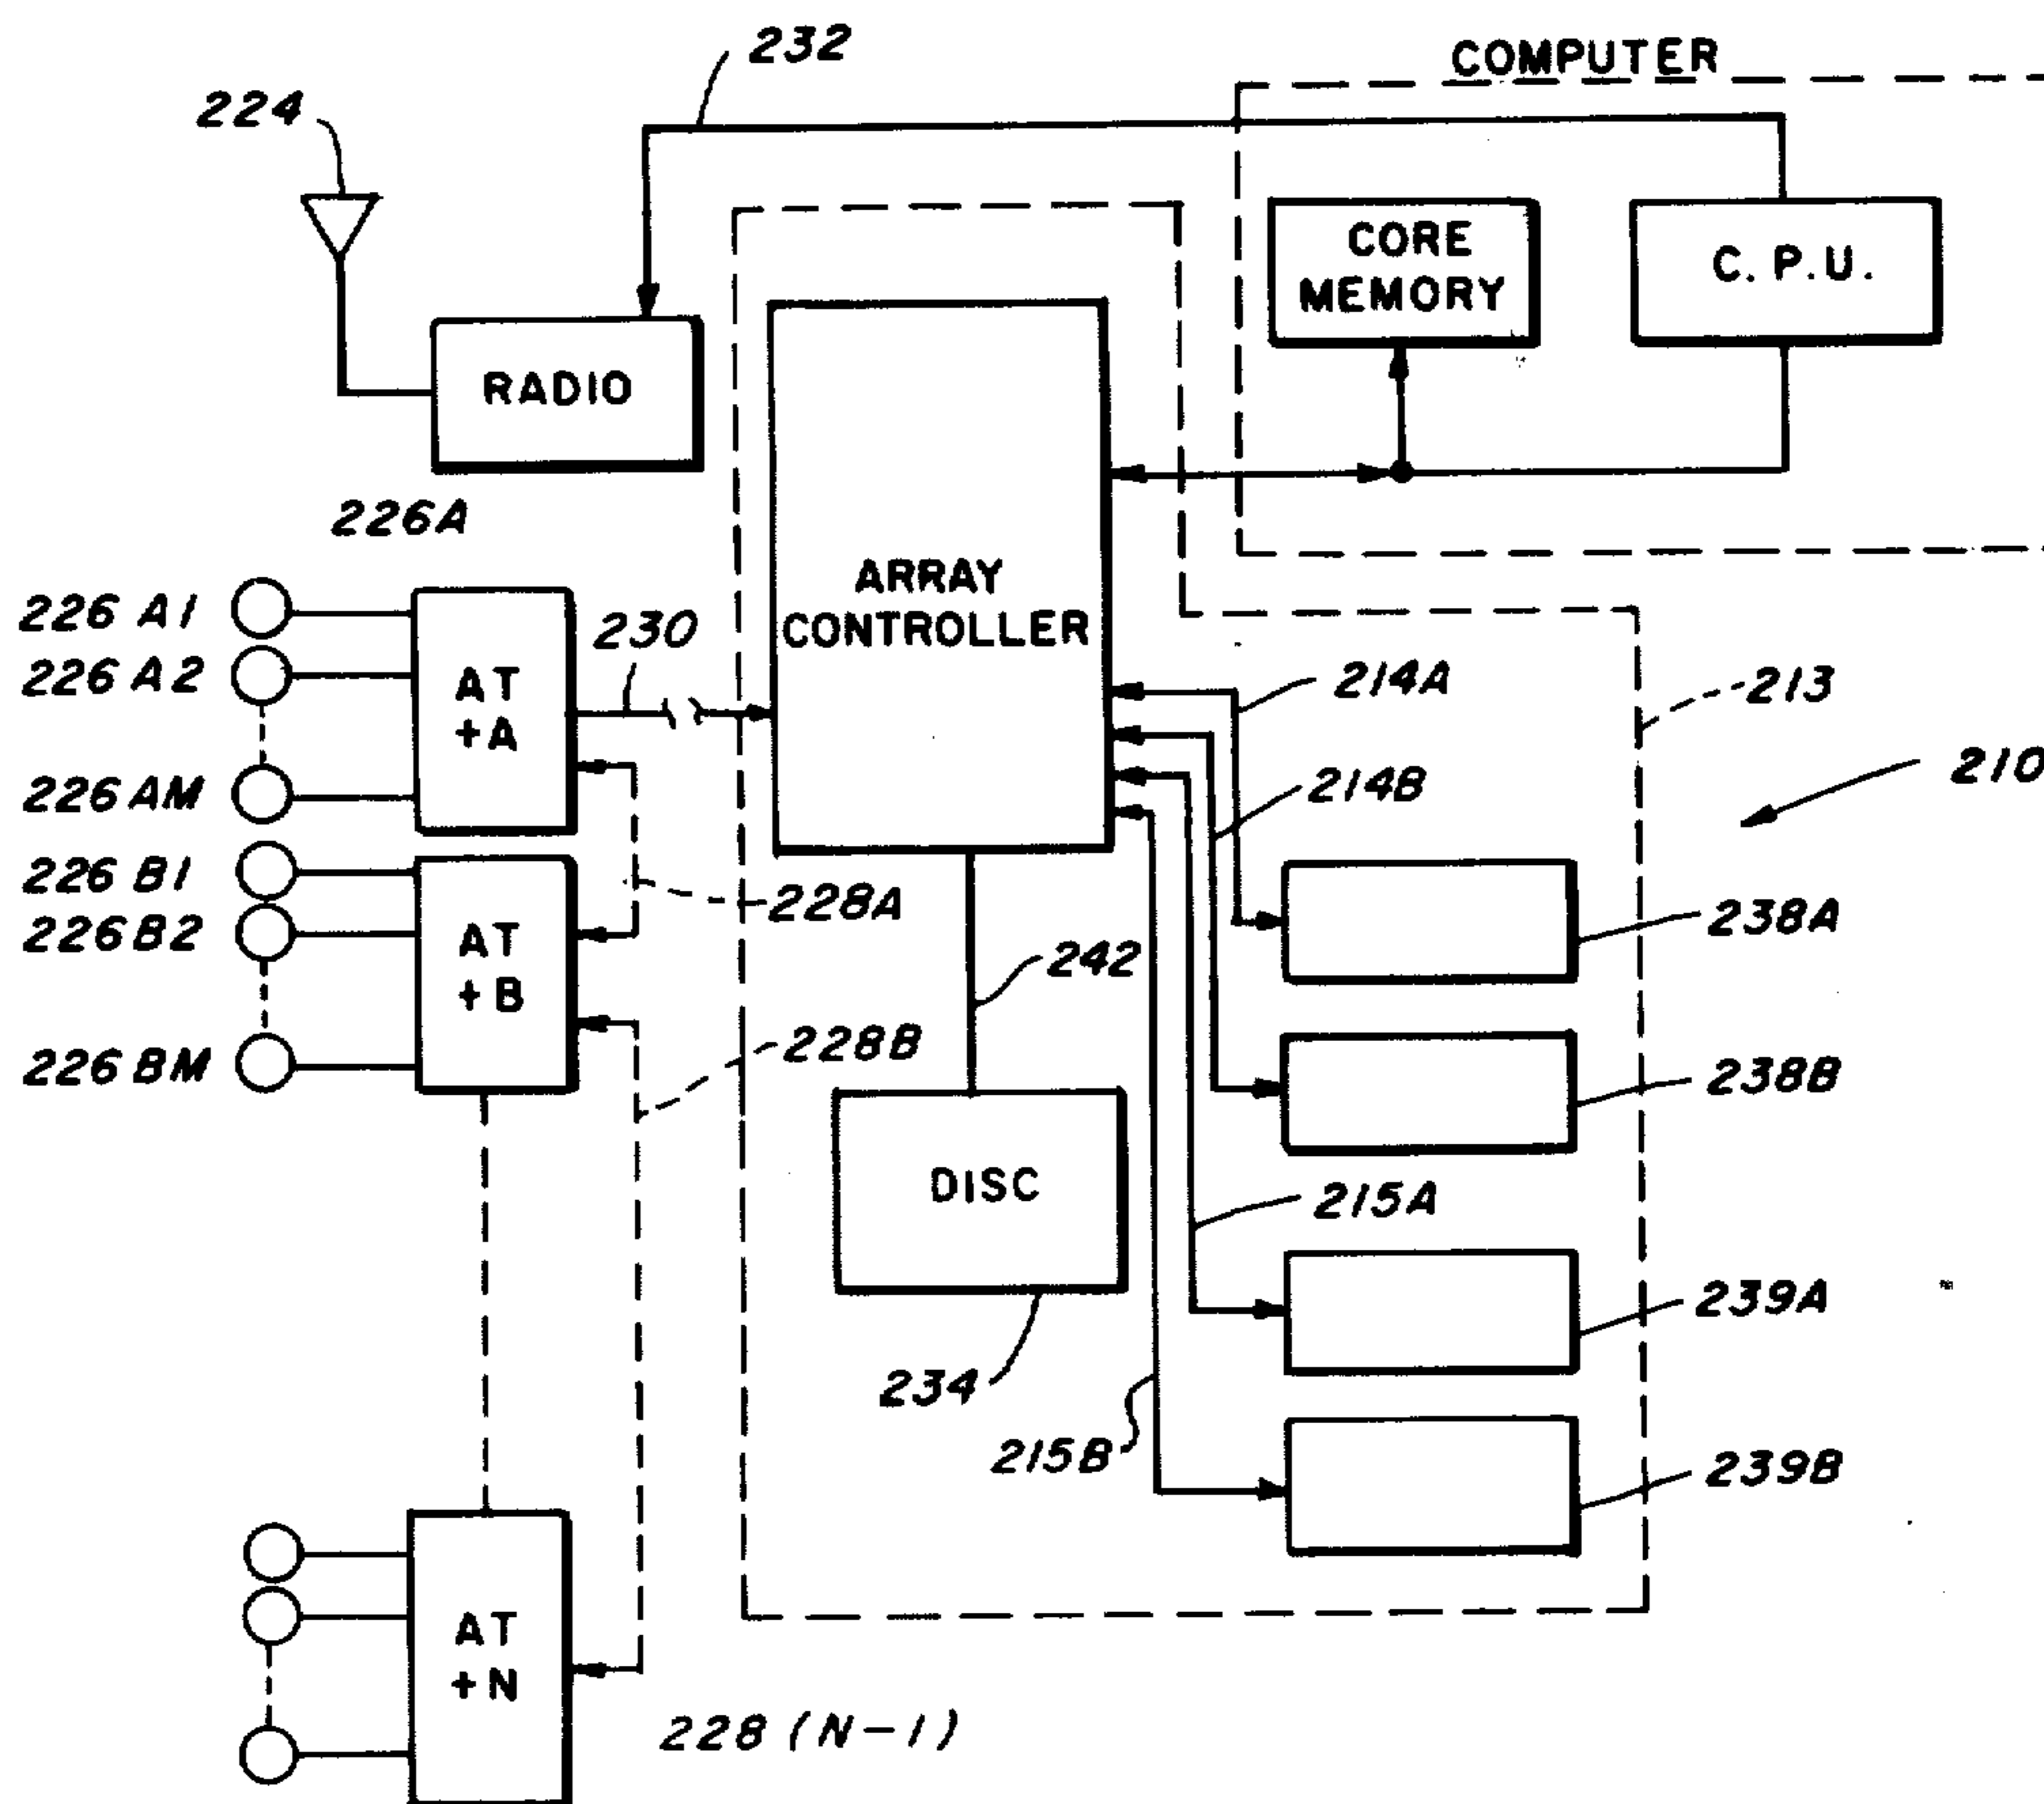 232
COMPUTER
224
CORE
MEMORY
C. P. U.
RADIO
226A
ARRAY
CONTROLLER
226 A1
226 A2
226 AM
AT
+A
230
214A
213
214B
210
226 B1
226 B2
226 BM
AT
+B
228A
242
228B
238A
238B
DISC
215A
239A
234
215B
239B
AT
+N
228 (N-1)